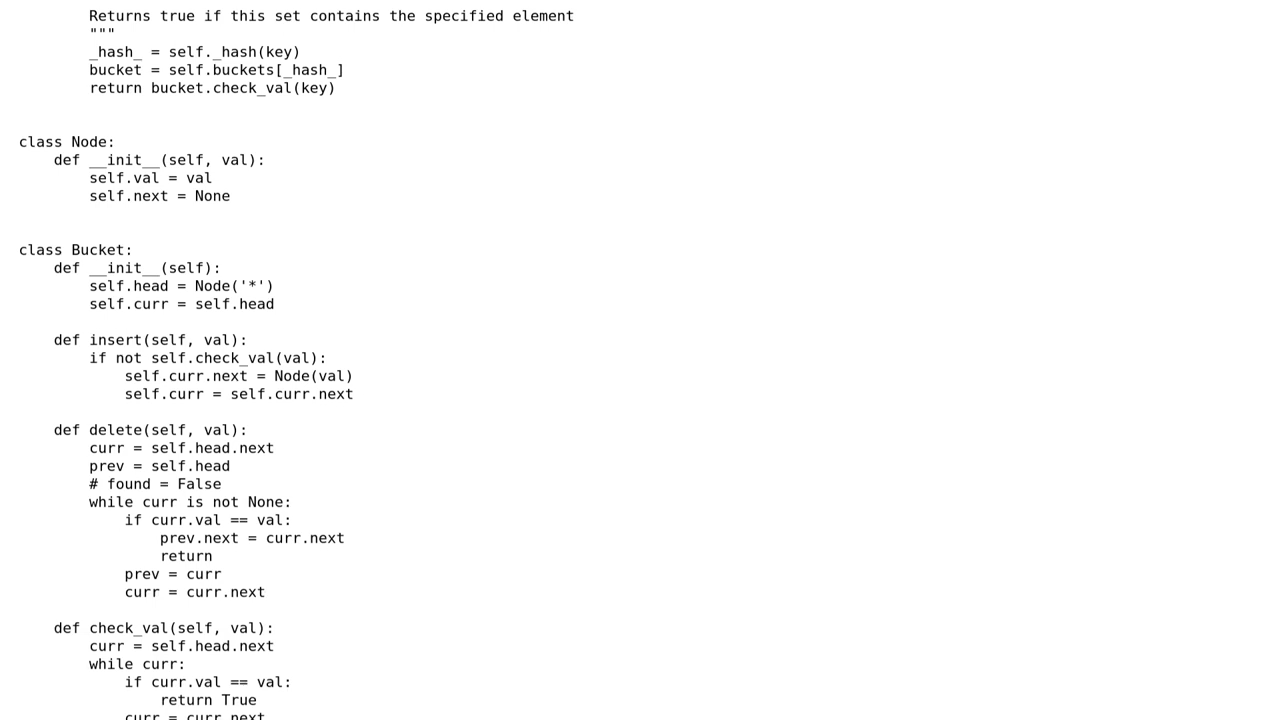 Returns true if this set contains the specified element
        """
        _hash_ = self._hash(key)
        bucket = self.buckets[_hash_]
        return bucket.check_val(key)


class Node:
    def __init__(self, val):
        self.val = val
        self.next = None


class Bucket:
    def __init__(self):
        self.head = Node('*')
        self.curr = self.head

    def insert(self, val):
        if not self.check_val(val):
            self.curr.next = Node(val)
            self.curr = self.curr.next

    def delete(self, val):
        curr = self.head.next
        prev = self.head
        # found = False
        while curr is not None:
            if curr.val == val:
                prev.next = curr.next
                return
            prev = curr
            curr = curr.next

    def check_val(self, val):
        curr = self.head.next
        while curr:
            if curr.val == val:
                return True
            curr = curr.next